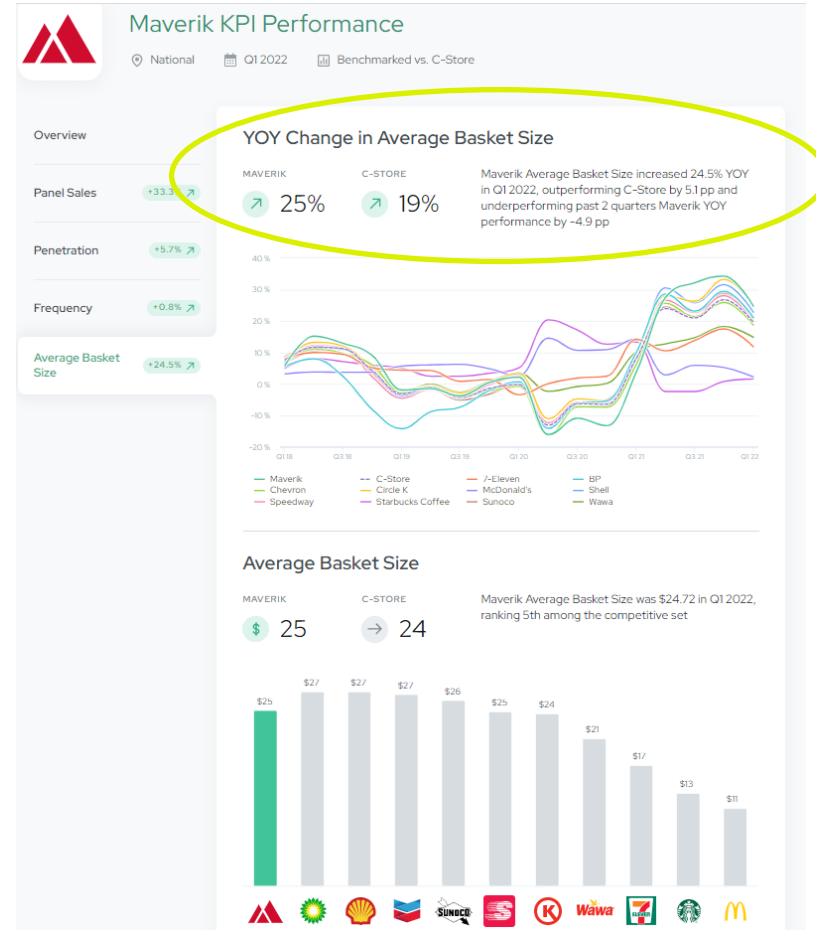 Maverik KPI Performance
National
Q1 2022
Benchmarked vs. C-Store
Overview
Panel Sales
+33.3%
Penetration
+5.7%
Frequency
+0.8%
Average Basket
Size
+24.5%
YOY Change in Average Basket Size
MAVERIK
25%
C-STORE
19%
Maverik Average Basket Size increased 24.5% YOY
in Q1 2022, outperforming C-Store by 5.1 pp and
underperforming past 2 quarters Maverik YOY
performance by -4.9 pp
40%
30%
20%
10%
0%
-10%
-20%
Q1 18
Q3 18
Q1 19
Q3 19
Q1 20
Q3 20
Q1 21
Q3 21
Q1 22
Maverik
C-Store
7-Eleven
BP
Chevron
Circle K
McDonald's
Shell
Speedway
Starbucks Coffee
Sunoco
Wawa
Average Basket Size
MAVERIK
$ 25
C-STORE
24
Maverik Average Basket Size was $24.72 in Q1 2022,
ranking 5th among the competitive set
$25
$27
$27
$27
$26
$25
$24
$21
$17
$13
$11
SUNOCO
S
K
Wawa
7
ELEVEN